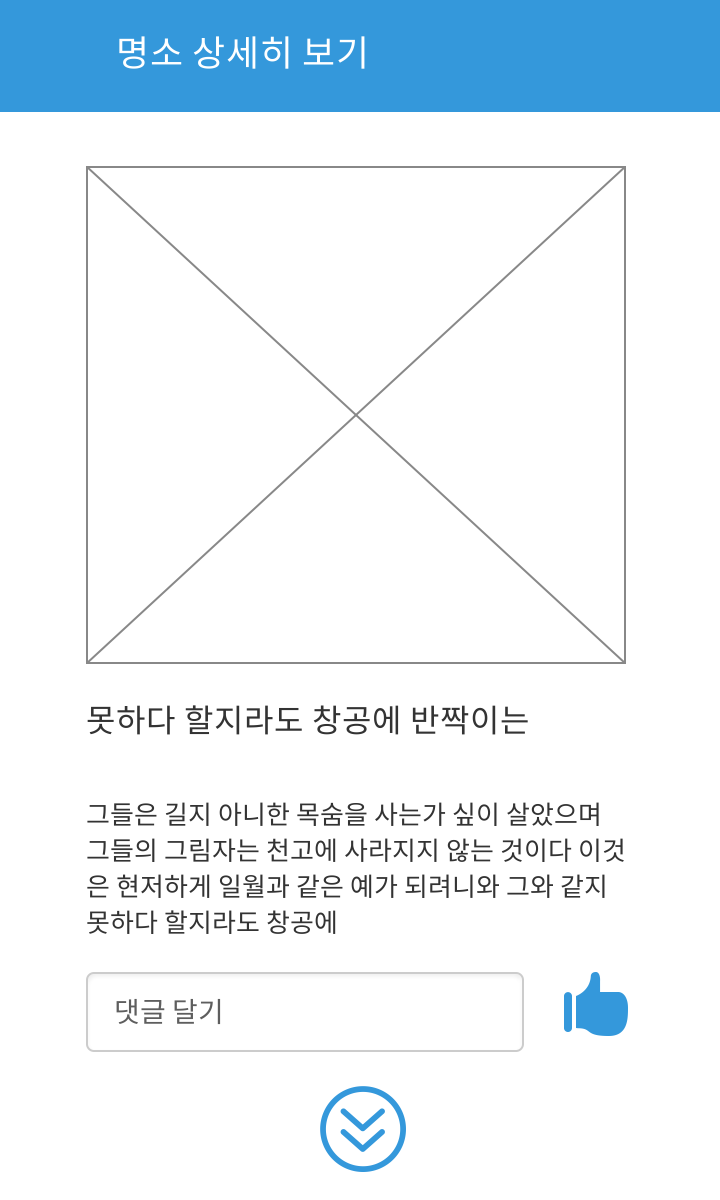 명소 상세히 보기
못하다 할지라도 창공에 반짝이는
그들은 길지 아니한 목숨을 사는가 싶이 살았으며
그들의 그림자는 천고에 사라지지 않는 것이다 이것
은 현저하게 일월과 같은 예가 되려니와 그와 같지
못하다 할지라도 창공에
댓글 달기